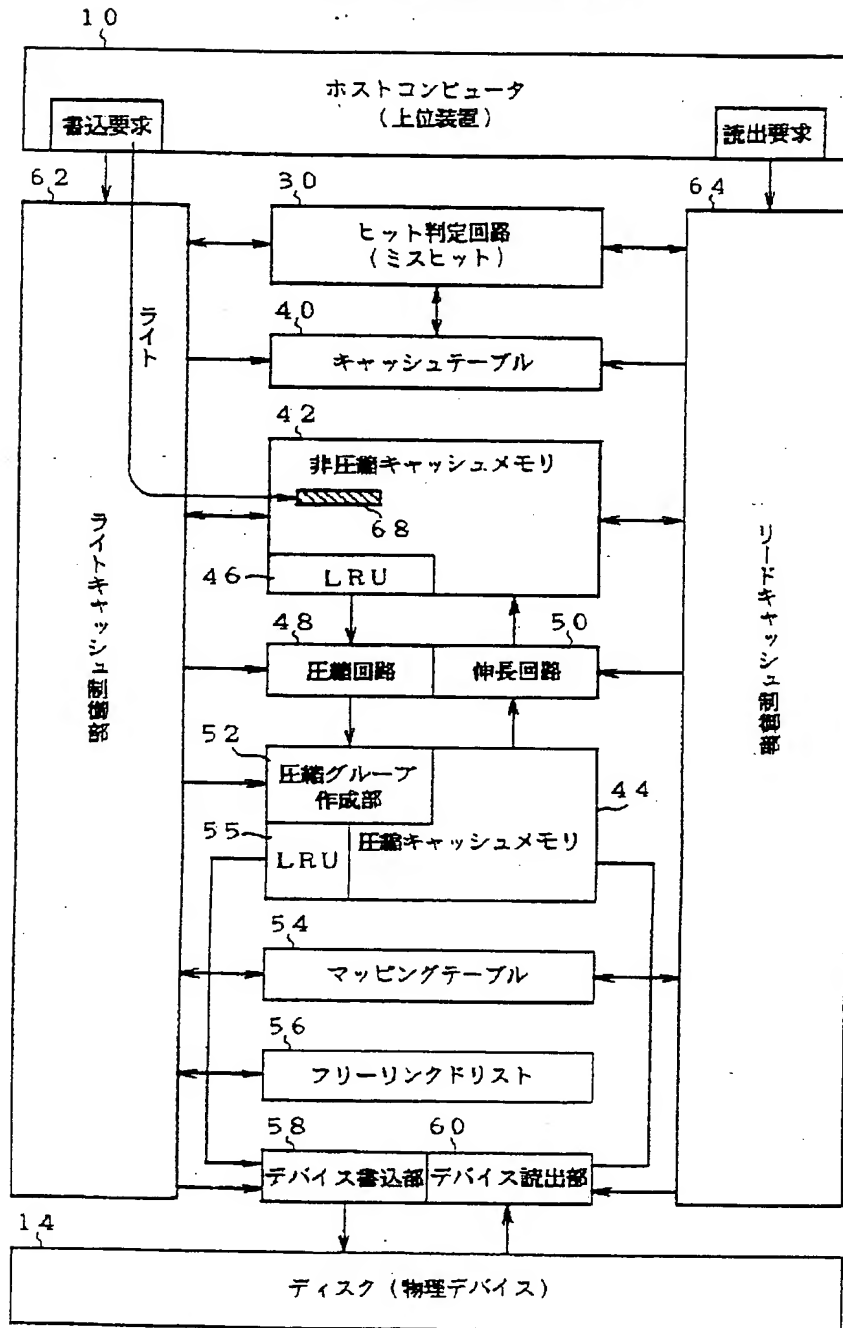 10
ホストコンピュータ
(上位装置)
書込要求
読出要求
62
30
64
ヒット判定回路
(ミスヒット)
ライト
40
キャッシュテーブル
42
非圧縮キャッシュメモリ
68
46
LRU
ライトキャッシュ制御部
リードキャッシュ制御部
48
50
圧縮回路
伸長回路
52
圧縮グループ
作成部
44
55
LRU
圧縮キャッシュメモリ
54
マッピングテーブル
56
フリーリンクドリスト
58
60
デバイス書込部
デバイス読出部
14
ディスク(物理デバイス)